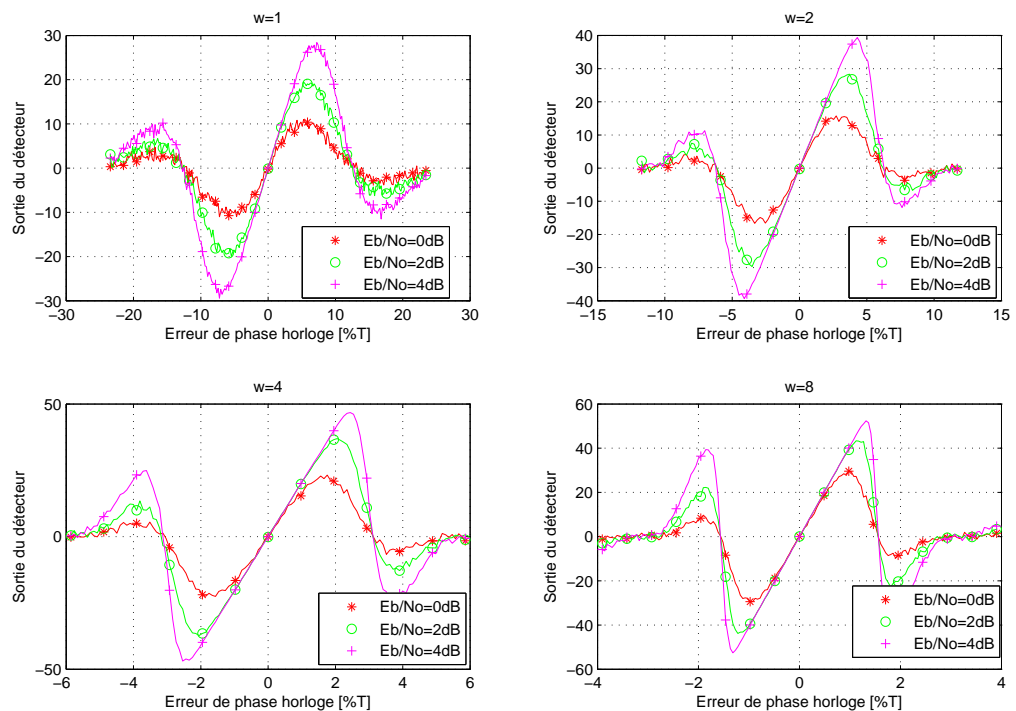 w=1
Sortie du détecteur
30
20
10
0
−10
−20
−30
−30
−20
−10
0
10
20
30
Erreur de phase horloge [%T]
Eb/No=0dB
Eb/No=2dB
Eb/No=4dB
w=2
Sortie du détecteur
40
30
20
10
0
−10
−20
−30
−40
−15
−10
−5
0
5
10
15
Erreur de phase horloge [%T]
Eb/No=0dB
Eb/No=2dB
Eb/No=4dB
w=4
Sortie du détecteur
50
0
−50
−6
−4
−2
0
2
4
6
Erreur de phase horloge [%T]
Eb/No=0dB
Eb/No=2dB
Eb/No=4dB
w=8
Sortie du détecteur
60
40
20
0
−20
−40
−60
−4
−2
0
2
4
Erreur de phase horloge [%T]
Eb/No=0dB
Eb/No=2dB
Eb/No=4dB